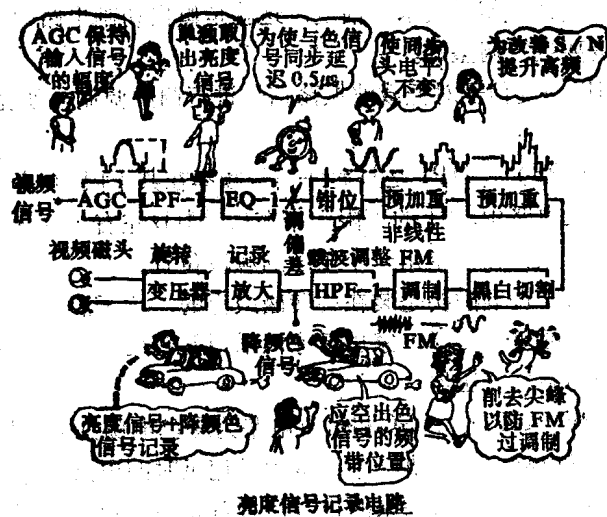 AGC保持
输入信号
的幅度
单波取
出亮度
信号
为使与色信
号同步延
迟0.5μs
使同步
头电平
不变
为改善S/N
提升高频
视频
信号
AGC
LPF-1
EQ-1
钳位
预加重
预加重
非线性
视频磁头
旋转
变压器
记录
放大
载波调整
HPF-1
FM
调制
黑白切割
降颜色
信号
FM
亮度信号+降颜色
信号记录
应空出色
信号的频
带位置
削去尖峰
以防FM
过调制
亮度信号记录电路